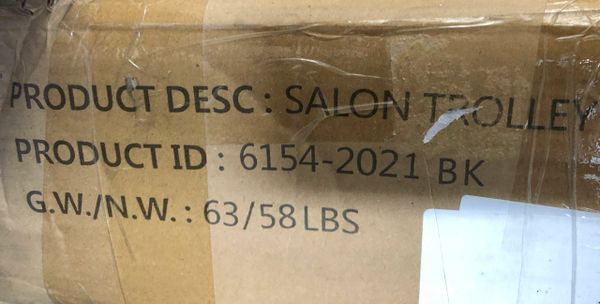 PRODUCT DESC : SALON TROLLEY
PRODUCT ID : 6154-2021 BK
G.W./N.W. : 63/58 LBS